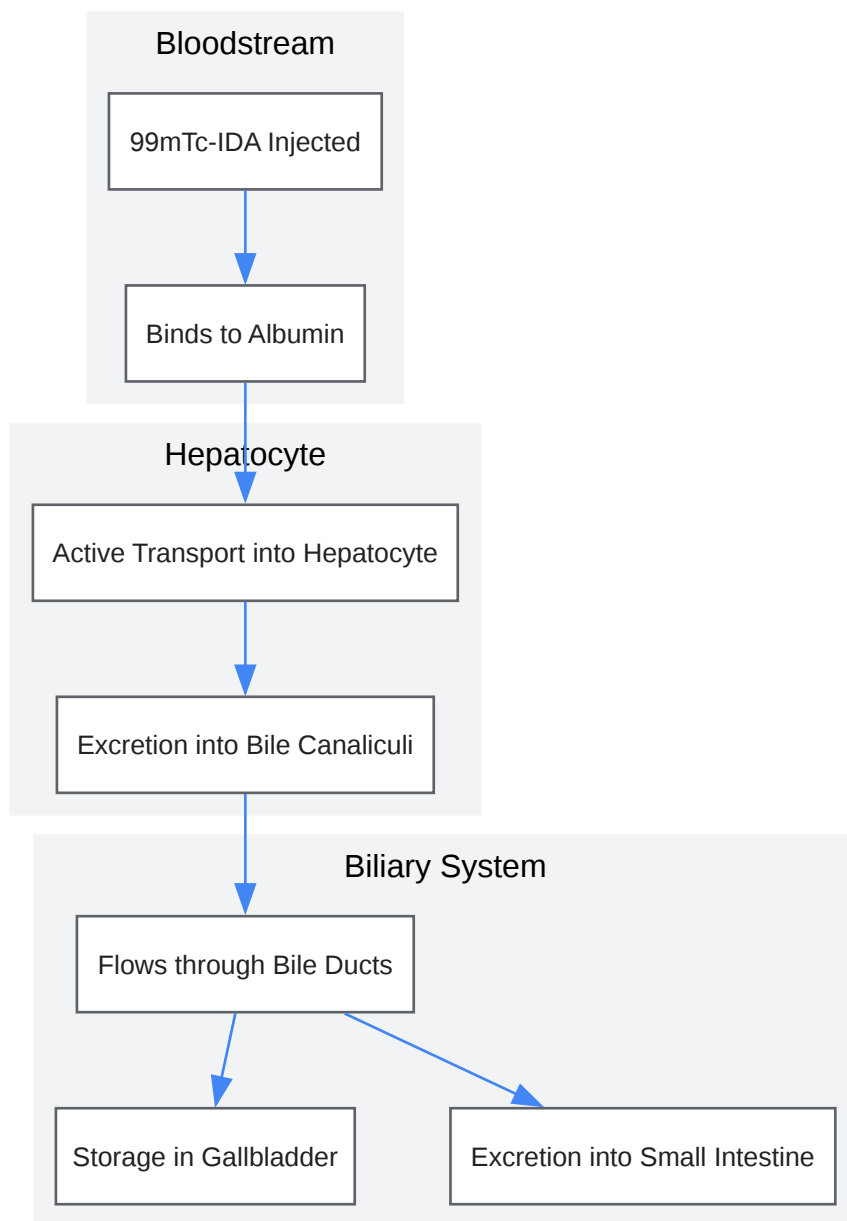 Bloodstream
99mTc-IDA Injected
Binds to Albumin
Hepatocyte
Active Transport into Hepatocyte
Excretion into Bile Canaliculi
Biliary System
Flows through Bile Ducts
Storage in Gallbladder
Excretion into Small Intestine